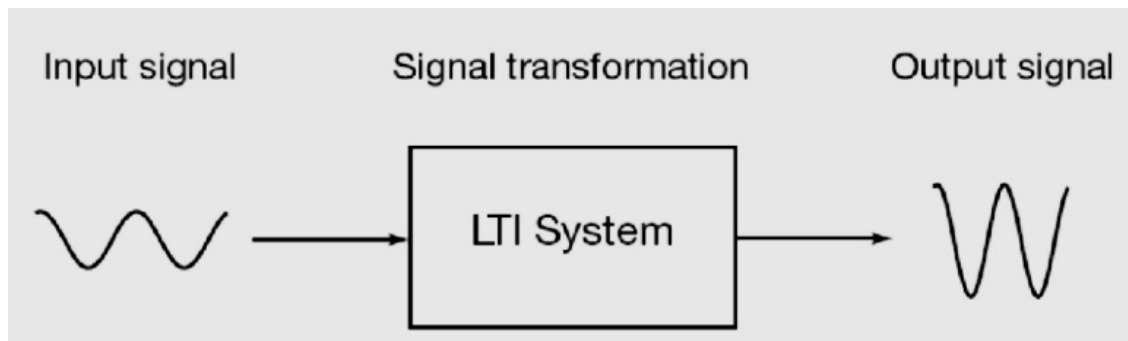 Input signal
Signal transformation
Output signal
LTI System